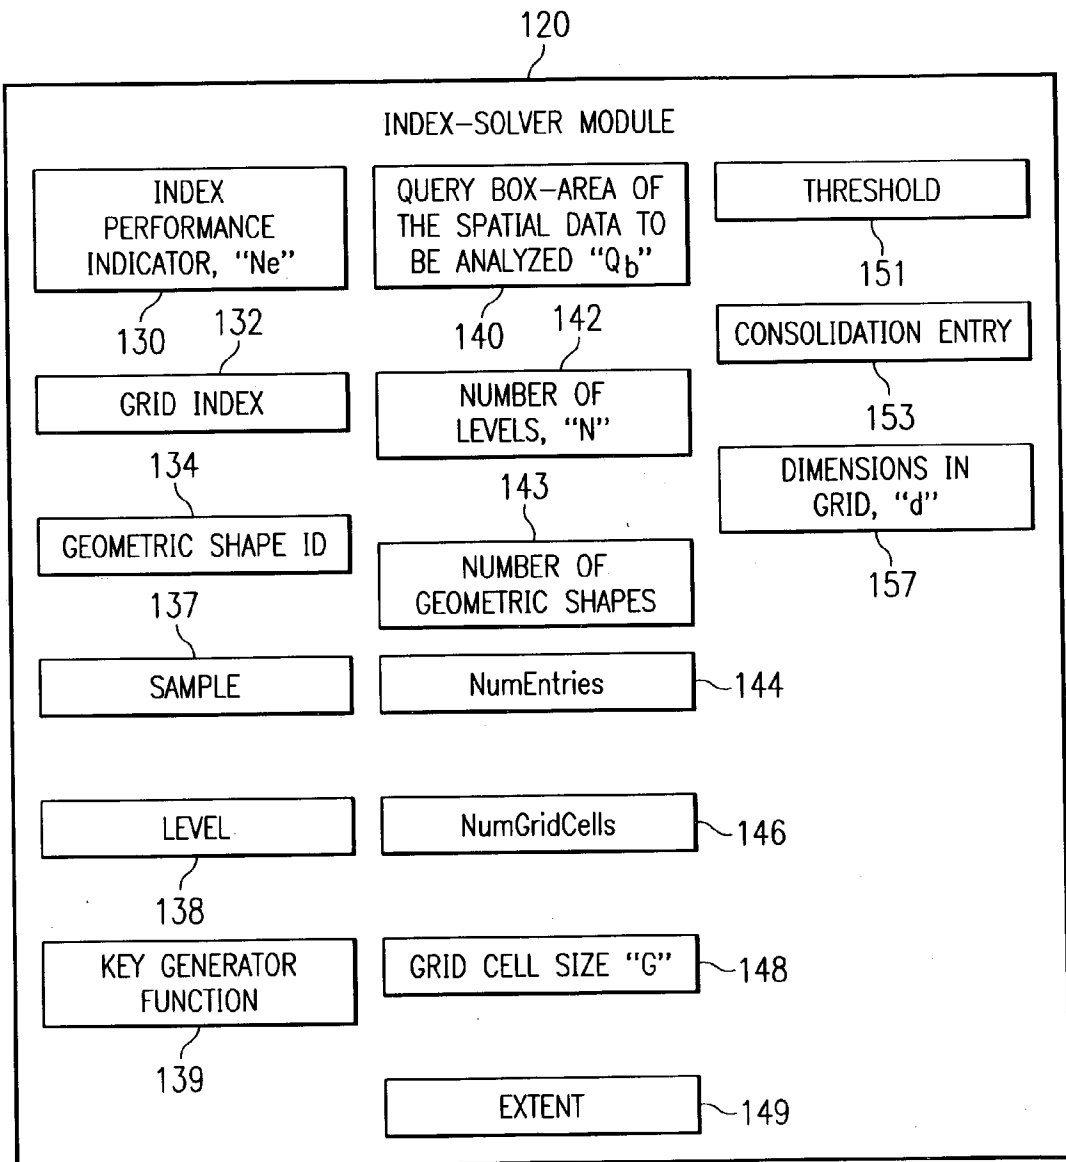 120
INDEX-SOLVER MODULE
INDEX
PERFORMANCE
INDICATOR, "Ne"
130
132
GRID INDEX
134
GEOMETRIC SHAPE ID
137
SAMPLE
LEVEL
138
KEY GENERATOR
FUNCTION
139
QUERY BOX-AREA OF
THE SPATIAL DATA TO
BE ANALYZED "Qb"
140
142
NUMBER OF
LEVELS, "N"
143
NUMBER OF
GEOMETRIC SHAPES
NumEntries
144
NumGridCells
146
GRID CELL SIZE "G"
148
EXTENT
149
THRESHOLD
151
CONSOLIDATION ENTRY
153
DIMENSIONS IN
GRID, "d"
157